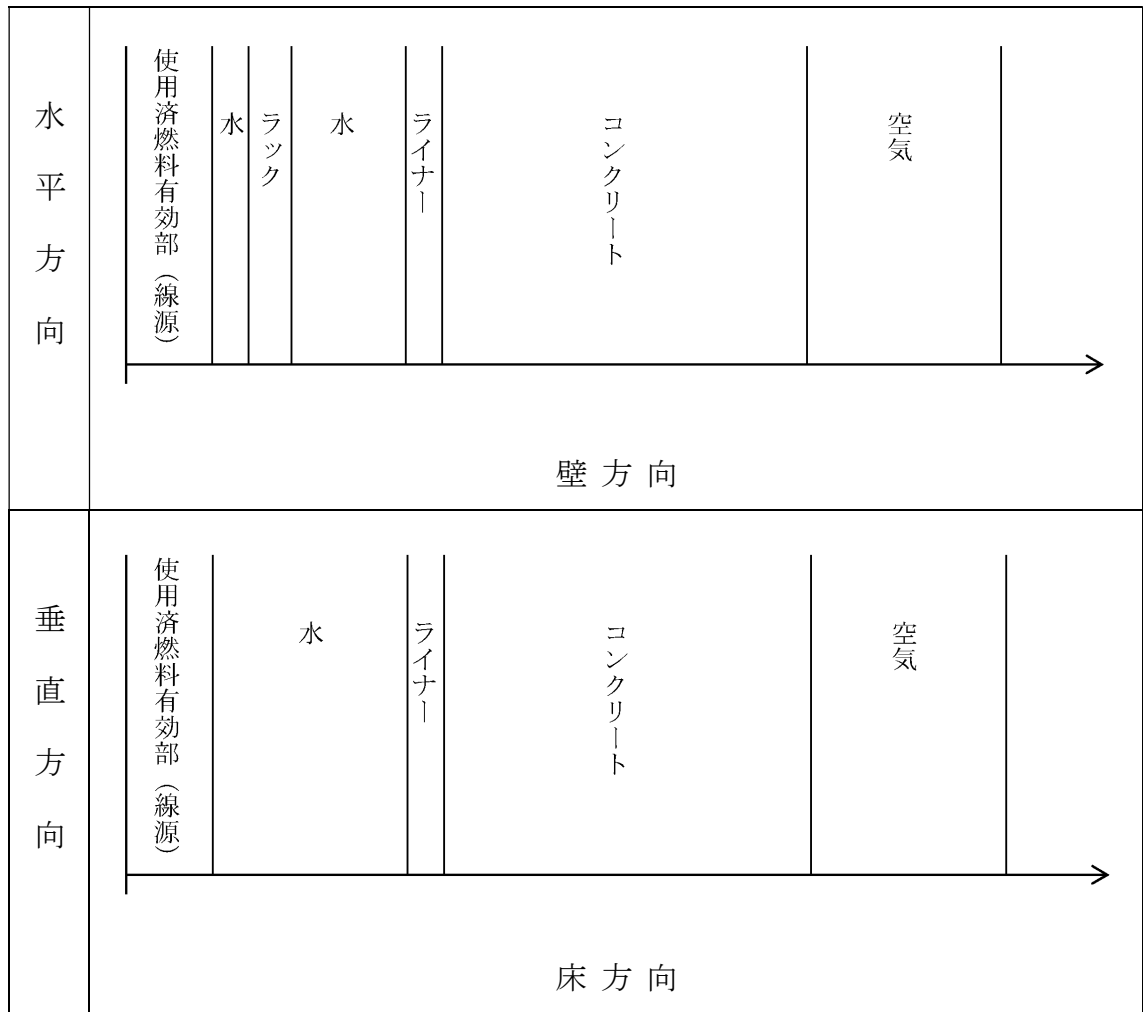 水平方向
使用済燃料有効部（線源）
水
ラック
水
ライナー
コンクリート
空気
壁方向
垂直方向
使用済燃料有効部（線源）
水
ライナー
コンクリート
空気
床方向